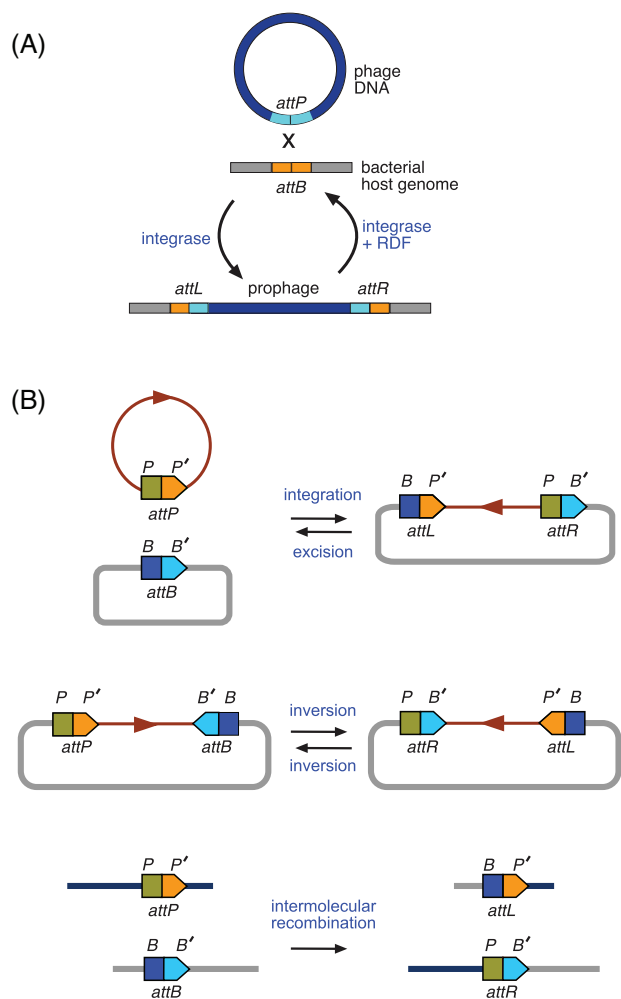 (A)
phage
DNA
attP
x
bacterial
host genome
attB
integrase
integrase
+ RDF
attL prophage attR
(B)
P P′
attP
B B′
attB
integration
excision
B P′ P B′
attL attR
P P′ B′ B
attP attB
inversion
inversion
P B′ P′ B
attR attL
P P′
attP
B B′
attB
intermolecular
recombination
B P′
attL
P B′
attR